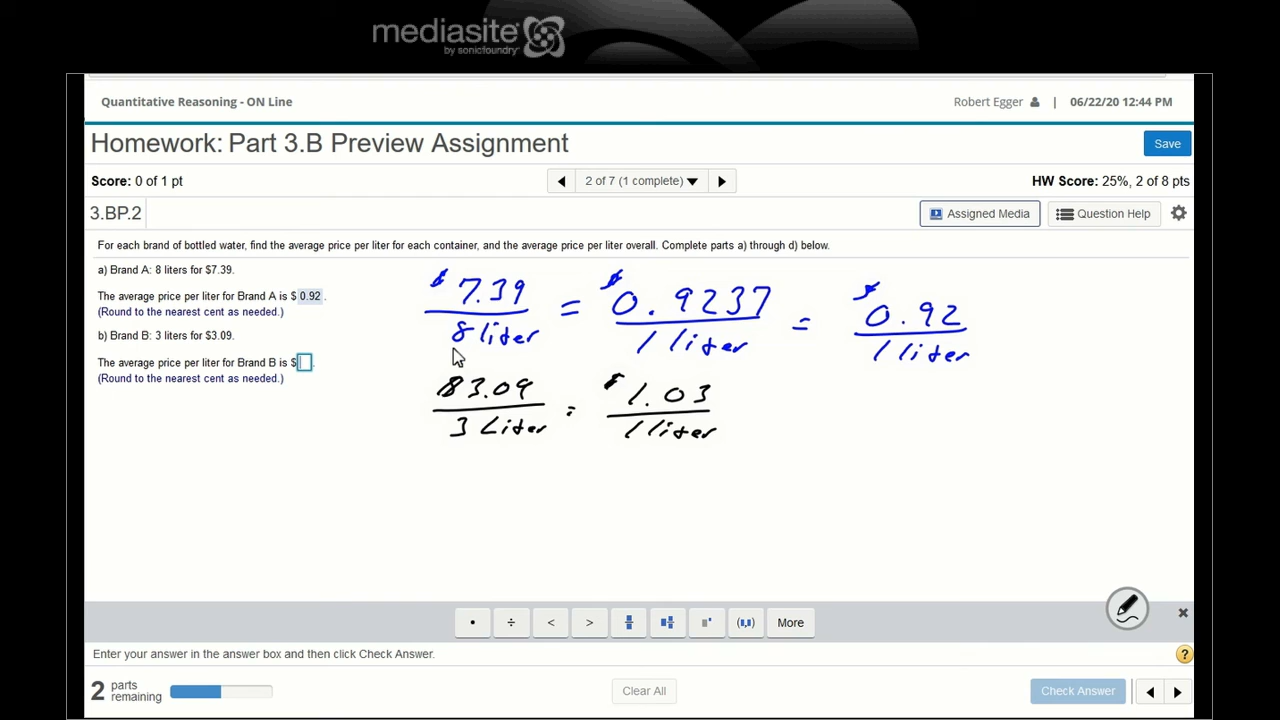 mediasite
by sonicfoundry
Quantitative Reasoning - ON Line
Robert Egger | 06/22/20 12:44 PM
Homework: Part 3.B Preview Assignment
Save
Score: 0 of 1 pt
2 of 7 (1 complete)
HW Score: 25%, 2 of 8 pts
3.BP.2
Assigned Media
Question Help
For each brand of bottled water, find the average price per liter for each container, and the average price per liter overall. Complete parts a) through d) below.
a) Brand A: 8 liters for $7.39.
The average price per liter for Brand A is $ 0.92 .
(Round to the nearest cent as needed.)
b) Brand B: 3 liters for $3.09.
The average price per liter for Brand B is $ .
(Round to the nearest cent as needed.)
$7.39 = $0.9237 = $0.92
8 liter 1 liter 1 liter
$3.09 = $1.03
3 Liter 1 liter
• ÷ < > (▪,▪) More
Enter your answer in the answer box and then click Check Answer.
?
2 parts
remaining
Clear All
Check Answer